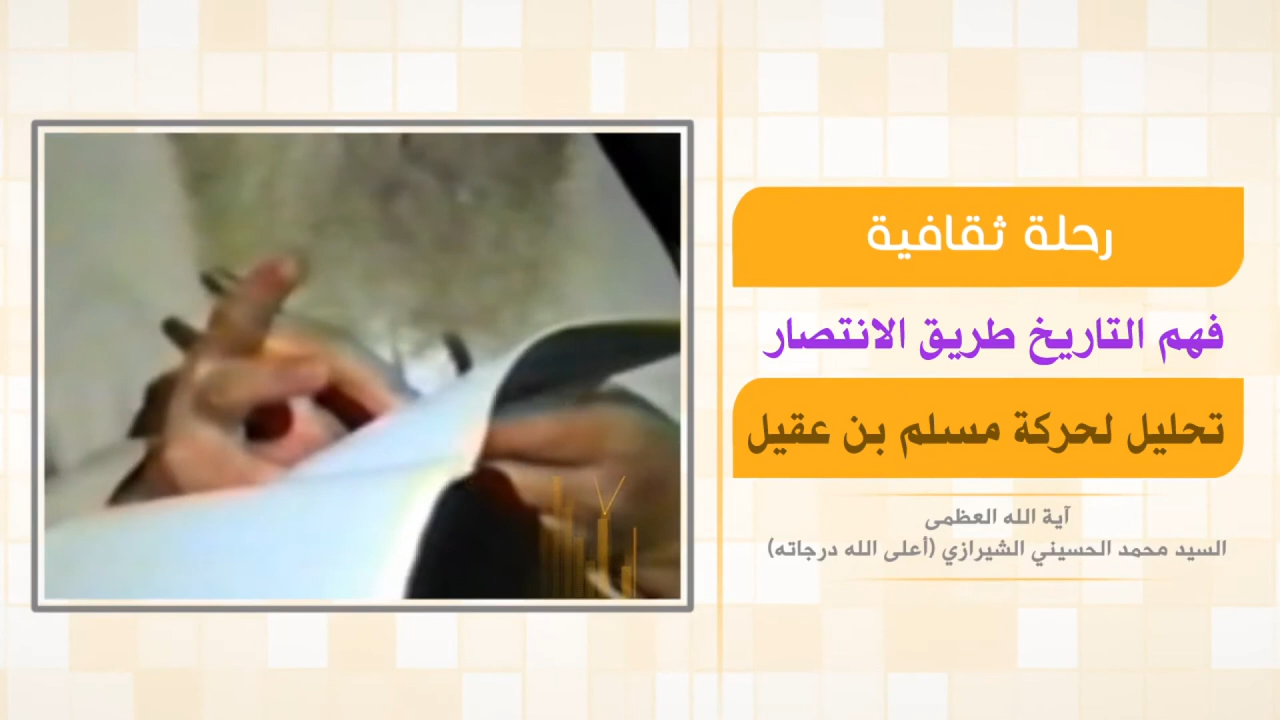 رحلة ثقافية
فهم التاريخ طريق الانتصار
تحليل لحركة مسلم بن عقيل
آية الله العظمى
السيد محمد الحسيني الشيرازي (أعلى الله درجاته)